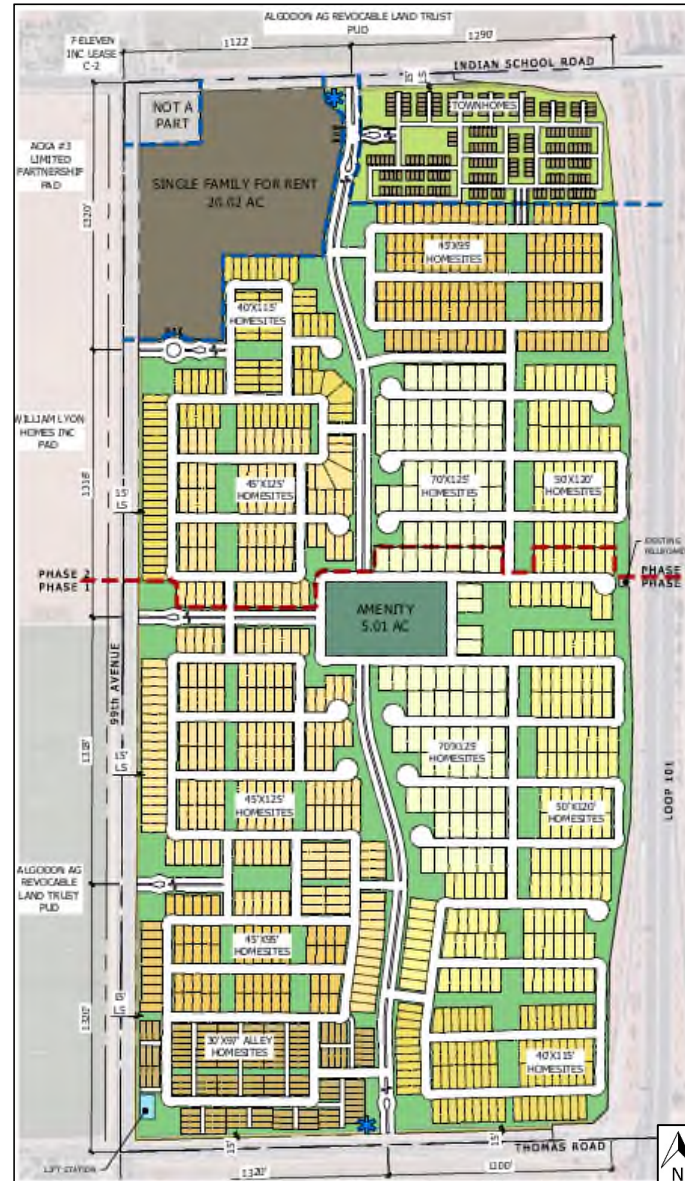 ALGODON AG REVOCABLE LAND TRUST
PUD
7-ELEVEN
INC LEASE
C-2
1122'
1290'
INDIAN SCHOOL ROAD
NOT A
PART
TOWNHOMES
ACKA #3
LIMITED
PARTNERSHIP
PAD
SINGLE FAMILY FOR RENT
20.02 AC
1320'
45'X95'
HOMESITES
40'X115'
HOMESITES
WILLIAM LYON
HOMES INC
PAD
1318'
45'X125'
HOMESITES
70'X125'
HOMESITES
50'X120'
HOMESITES
15'
LS
EXISTING
BILLBOARD
PHASE 2
PHASE 1
PHASE
PHASE
AMENITY
5.01 AC
99th AVENUE
LOOP 101
15'
LS
70'X125'
HOMESITES
45'X125'
HOMESITES
50'X120'
HOMESITES
ALGODON AG
REVOCABLE
LAND TRUST
PUD
45'X95'
HOMESITES
15'
LS
1320'
30'X97' ALLEY
HOMESITES
40'X115'
HOMESITES
LIFT STATION
15'
15'
THOMAS ROAD
1320'
1300'
N